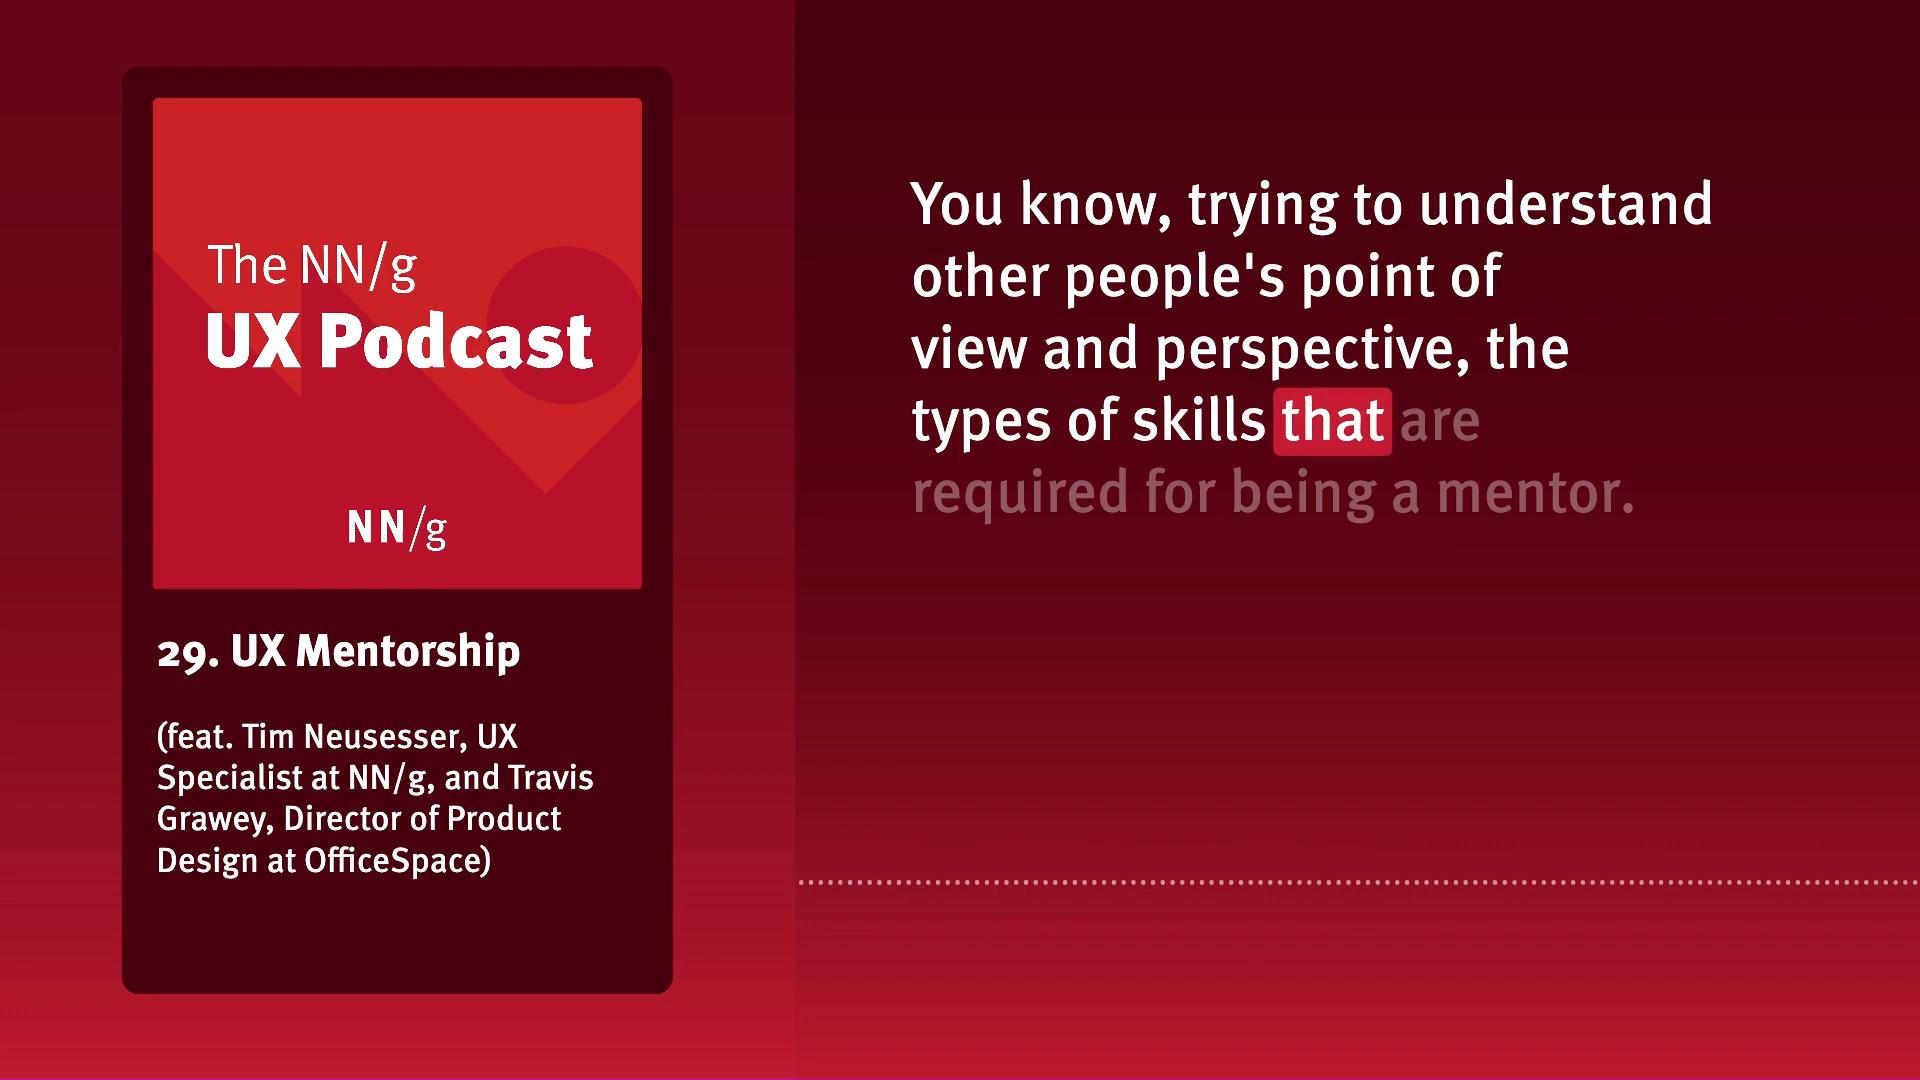 The NN/g
UX Podcast
NN/g
29. UX Mentorship
(feat. Tim Neusesser, UX
Specialist at NN/g, and Travis
Grawey, Director of Product
Design at OfficeSpace)
You know, trying to understand
other people's point of
view and perspective, the
types of skills that are
required for being a mentor.